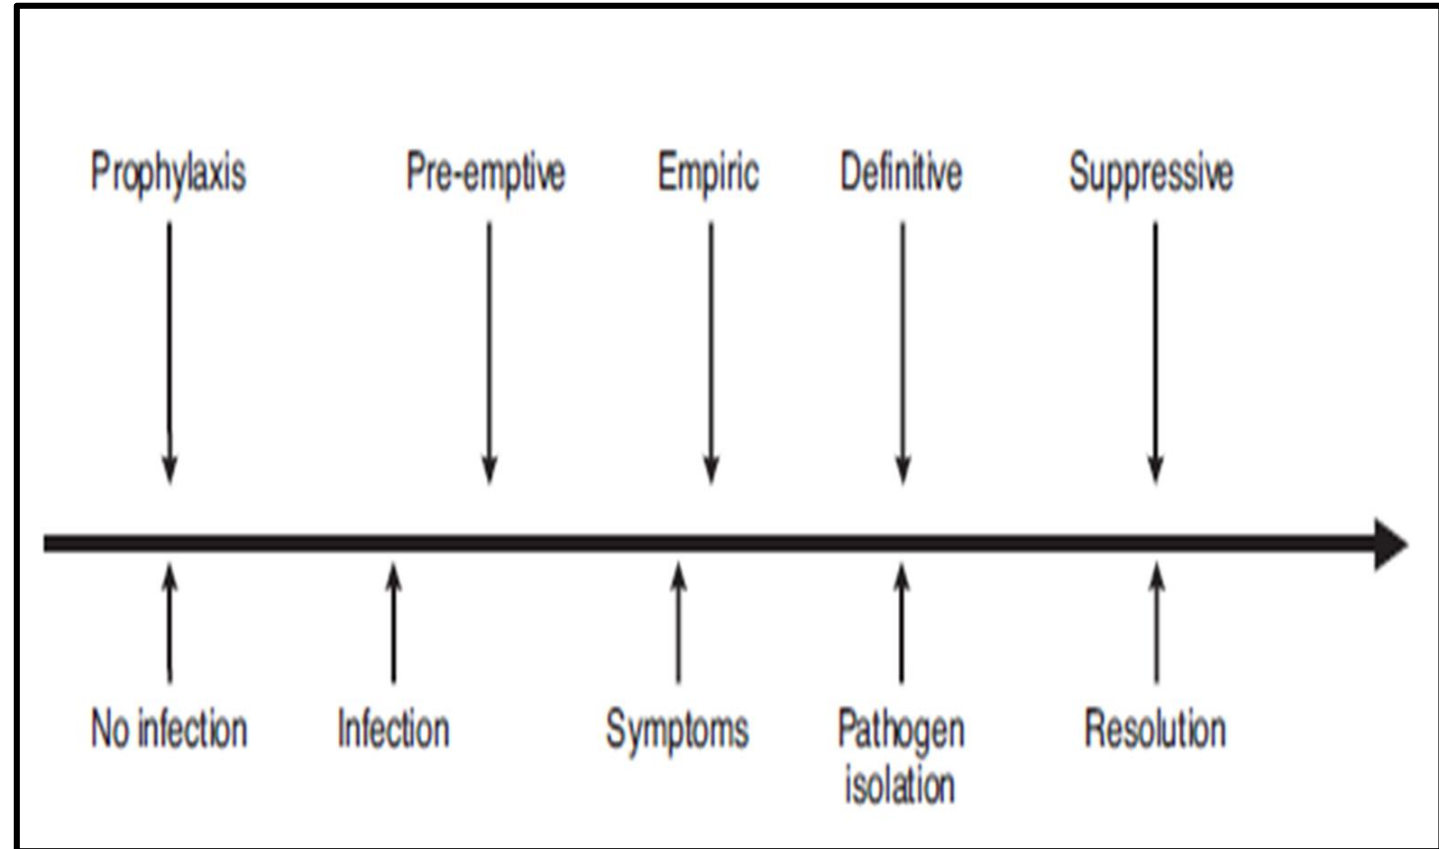 Prophylaxis Pre-emptive Empiric Definitive Suppressive
No infection Infection Symptoms Pathogen Resolution
isolation